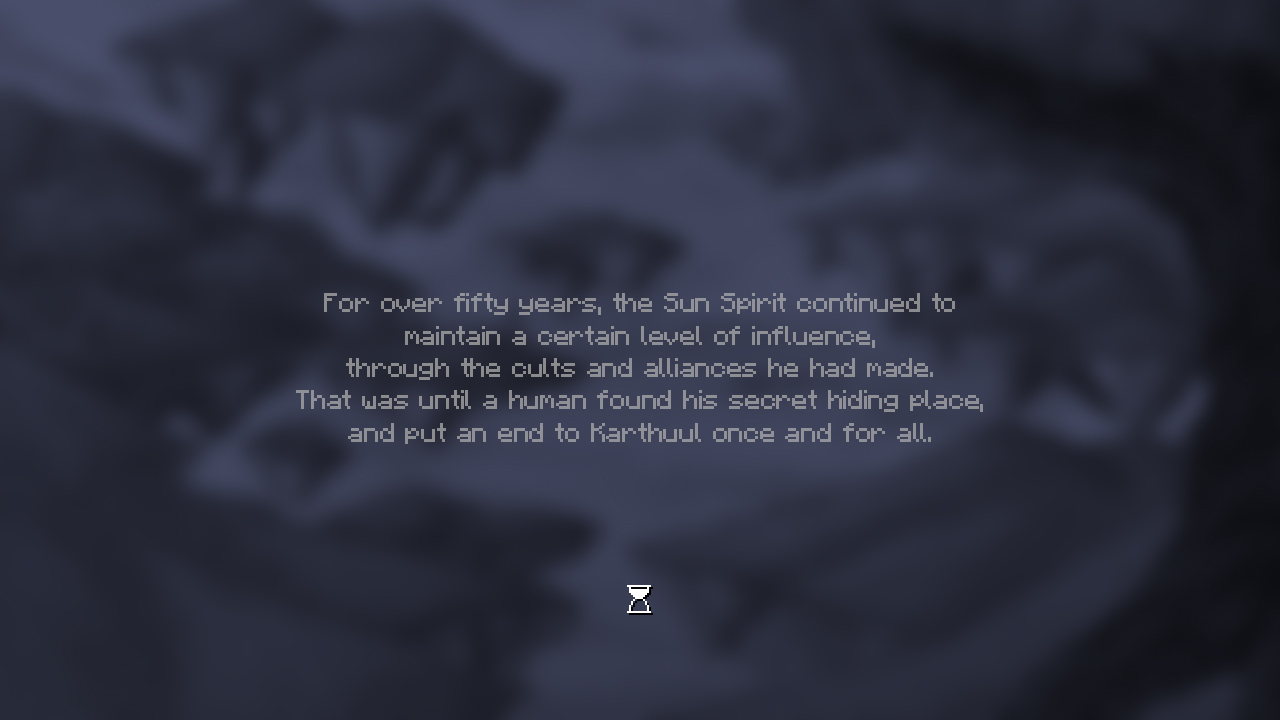 For over fifty years, the Sun Spirit continued to
maintain a certain level of influence,
through the cults and alliances he had made.
That was until a human found his secret hiding place,
and put an end to Karthuul once and for all.